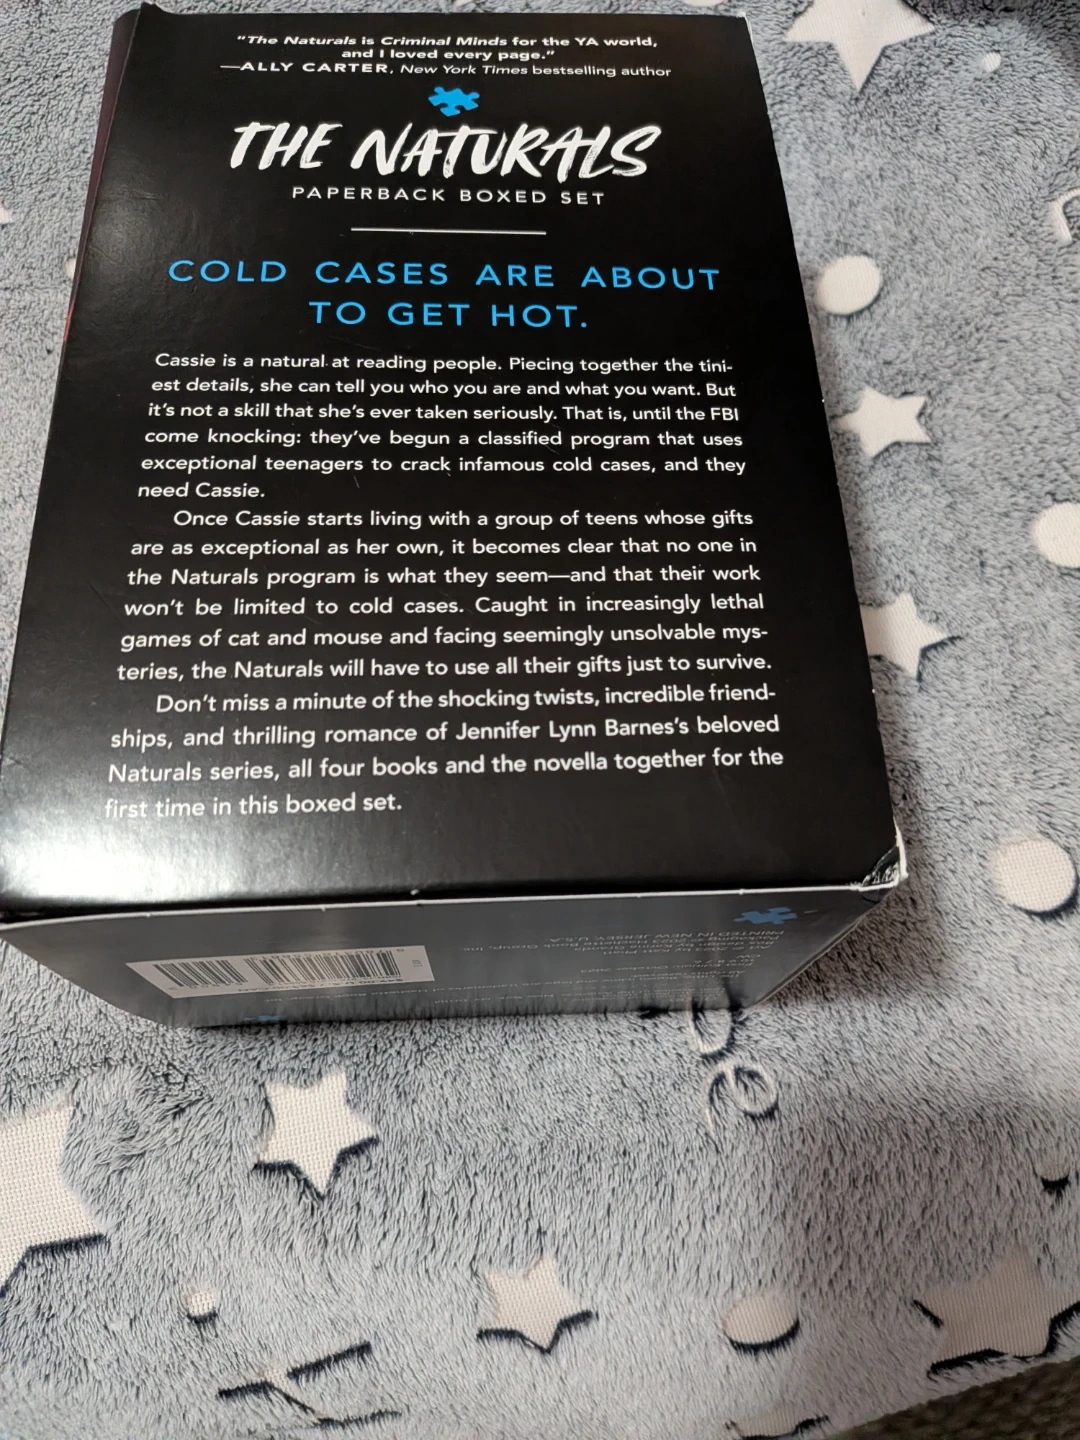 "The Naturals is Criminal Minds for the YA world,
and I loved every page."
—ALLY CARTER, New York Times bestselling author
THE NATURALS
PAPERBACK BOXED SET
COLD CASES ARE ABOUT
TO GET HOT.
Cassie is a natural at reading people. Piecing together the tini-
est details, she can tell you who you are and what you want. But
it's not a skill that she's ever taken seriously. That is, until the FBI
come knocking: they've begun a classified program that uses
exceptional teenagers to crack infamous cold cases, and they
need Cassie.
Once Cassie starts living with a group of teens whose gifts
are as exceptional as her own, it becomes clear that no one in
the Naturals program is what they seem—and that their work
won't be limited to cold cases. Caught in increasingly lethal
games of cat and mouse and facing seemingly unsolvable mys-
teries, the Naturals will have to use all their gifts just to survive.
Don't miss a minute of the shocking twists, incredible friend-
ships, and thrilling romance of Jennifer Lynn Barnes's beloved
Naturals series, all four books and the novella together for the
first time in this boxed set.
PRINTED IN NEW JERSEY, U.S.A.